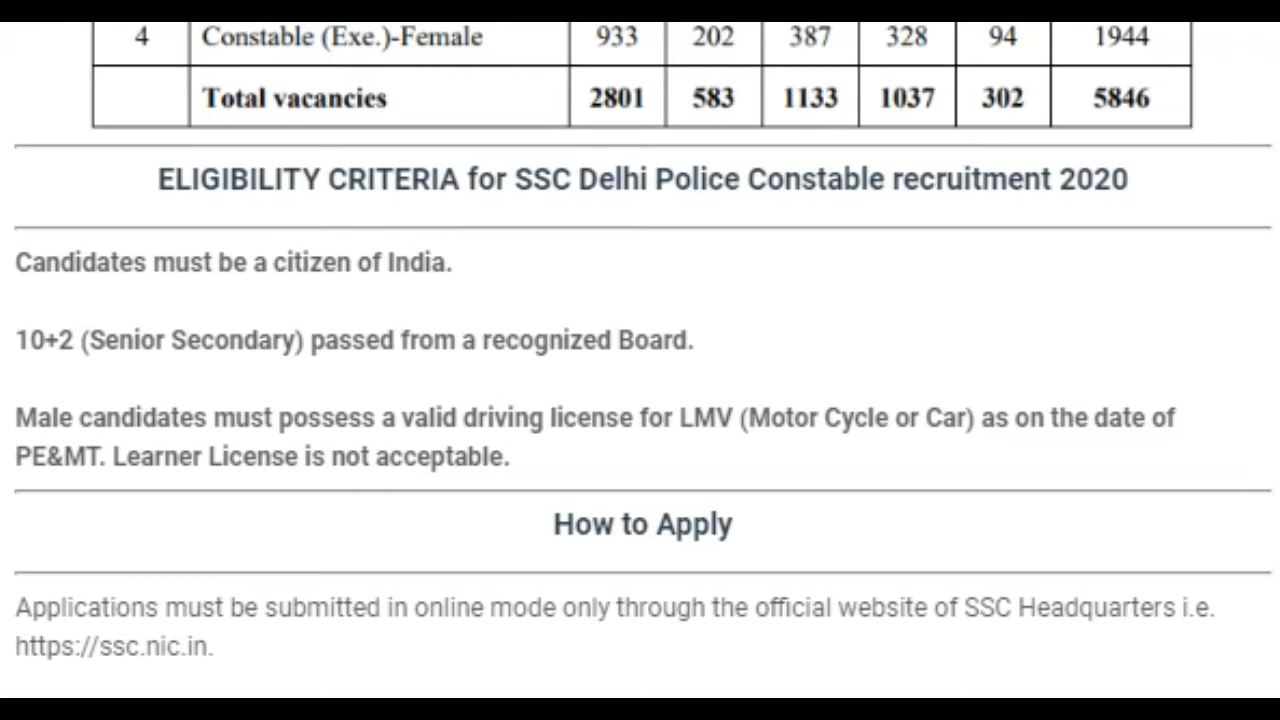 4 Constable (Exe.)-Female 933 202 387 328 94 1944
Total vacancies 2801 583 1133 1037 302 5846
ELIGIBILITY CRITERIA for SSC Delhi Police Constable recruitment 2020
Candidates must be a citizen of India.
10+2 (Senior Secondary) passed from a recognized Board.
Male candidates must possess a valid driving license for LMV (Motor Cycle or Car) as on the date of
PE&MT. Learner License is not acceptable.
How to Apply
Applications must be submitted in online mode only through the official website of SSC Headquarters i.e.
https://ssc.nic.in.